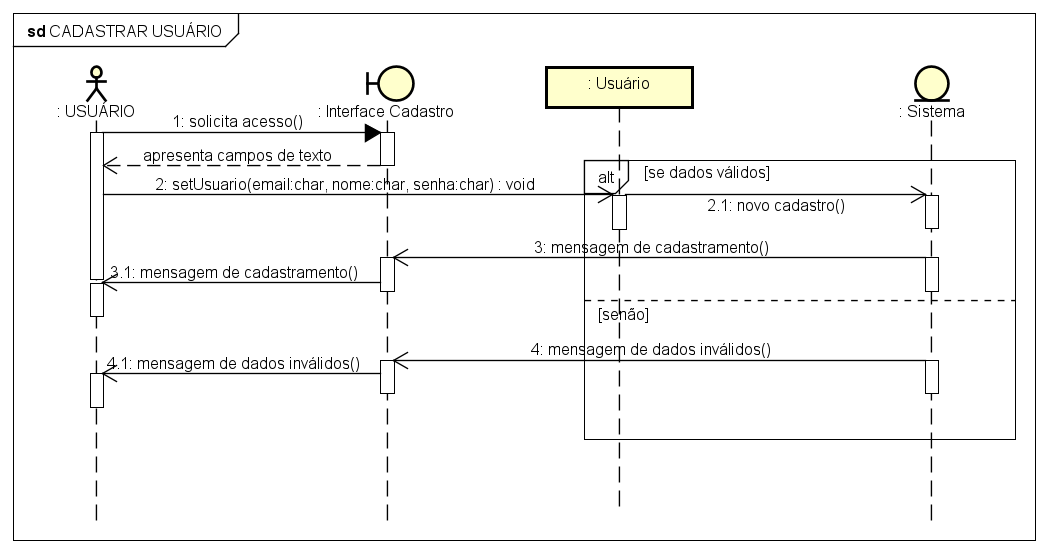 sd CADASTRAR USUÁRIO
: USUÁRIO
: Interface Cadastro
: Usuário
: Sistema
1: solicita acesso()
apresenta campos de texto
alt
[se dados válidos]
2: setUsuario(email:char, nome:char, senha:char) : void
2.1: novo cadastro()
3: mensagem de cadastramento()
3.1: mensagem de cadastramento()
[senão]
4: mensagem de dados inválidos()
4.1: mensagem de dados inválidos()